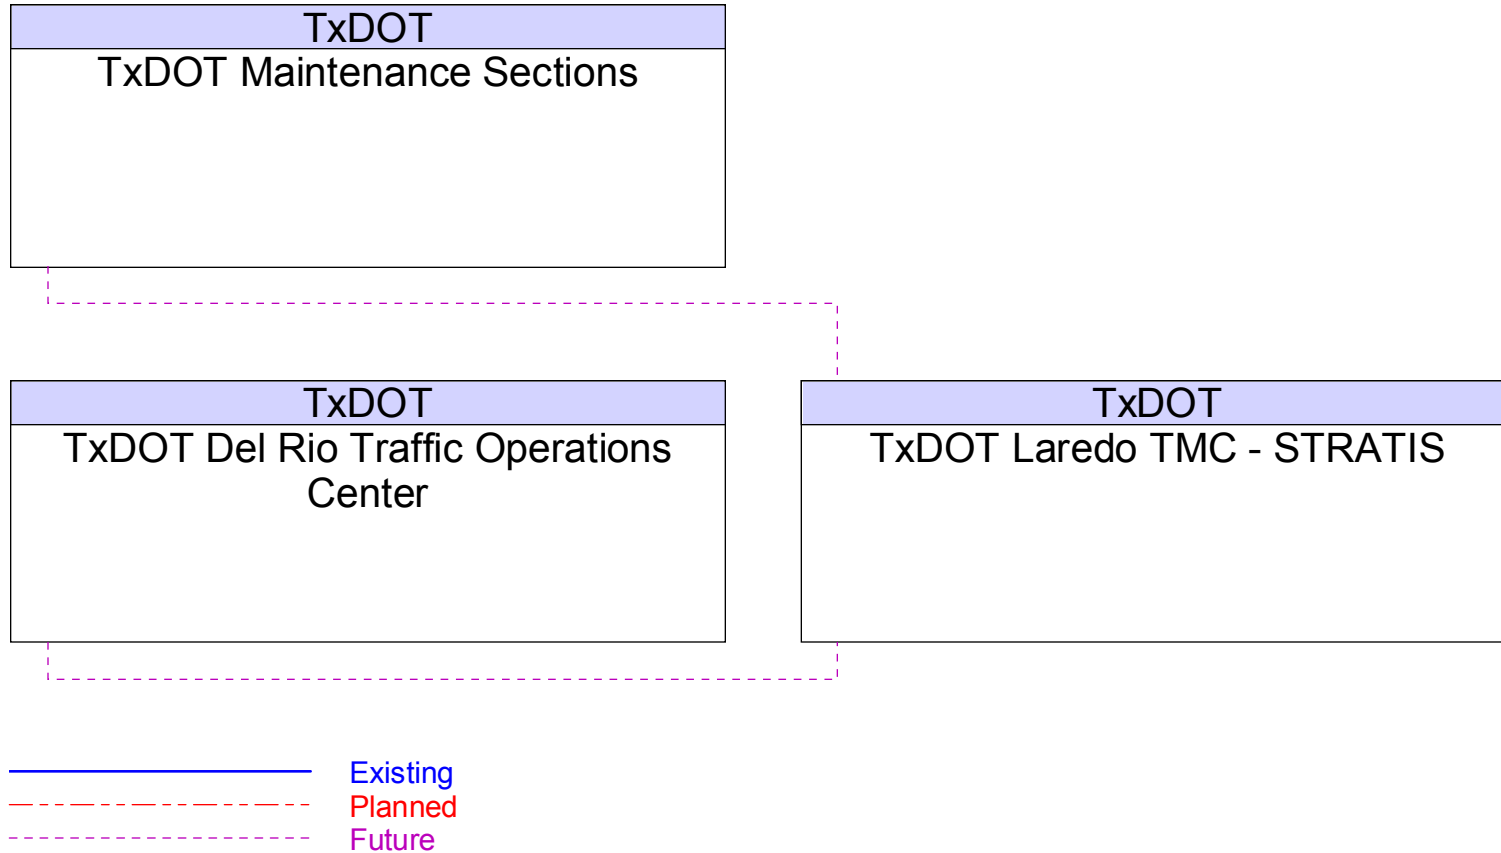 TxDOT
TxDOT Maintenance Sections
TxDOT
TxDOT Del Rio Traffic Operations
Center
TxDOT
TxDOT Laredo TMC - STRATIS
Existing
Planned
Future